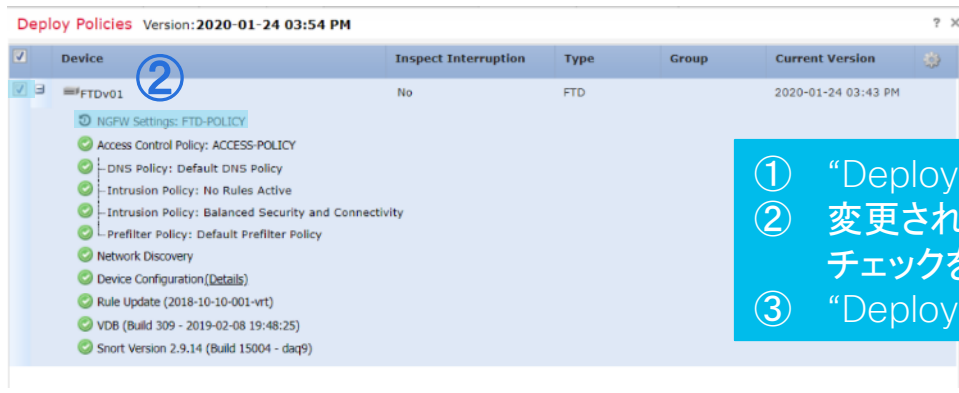 Deploy Policies Version:2020-01-24 03:54 PM ? ×
Device Inspect Interruption Type Group Current Version
②
FTDv01 No FTD 2020-01-24 03:43 PM
NGFW Settings: FTD-POLICY
Access Control Policy: ACCESS-POLICY
DNS Policy: Default DNS Policy
Intrusion Policy: No Rules Active
Intrusion Policy: Balanced Security and Connectivity
Prefilter Policy: Default Prefilter Policy
Network Discovery
Device Configuration(Details)
Rule Update (2018-10-10-001-vrt)
VDB (Build 309 - 2019-02-08 19:48:25)
Snort Version 2.9.14 (Build 15004 - daq9)
① “Deploy
② 変更され
チェックを
③ “Deploy